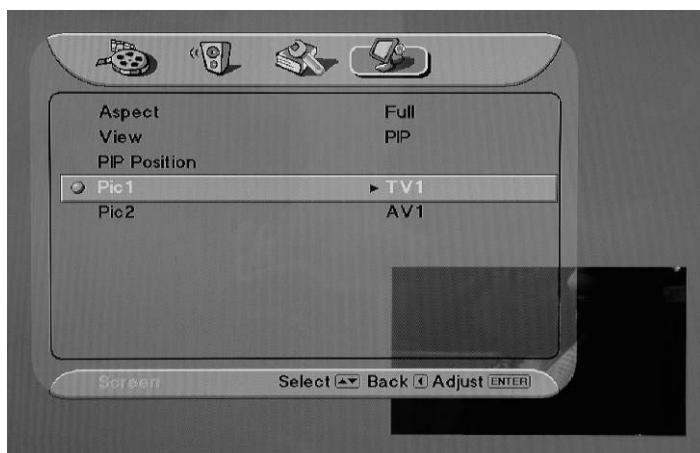 Aspect Full
View PIP
PIP Position
Pic1 ▸ TV1
Pic2 AV1
Screen Select ▲▼ Back ◀ Adjust ENTER